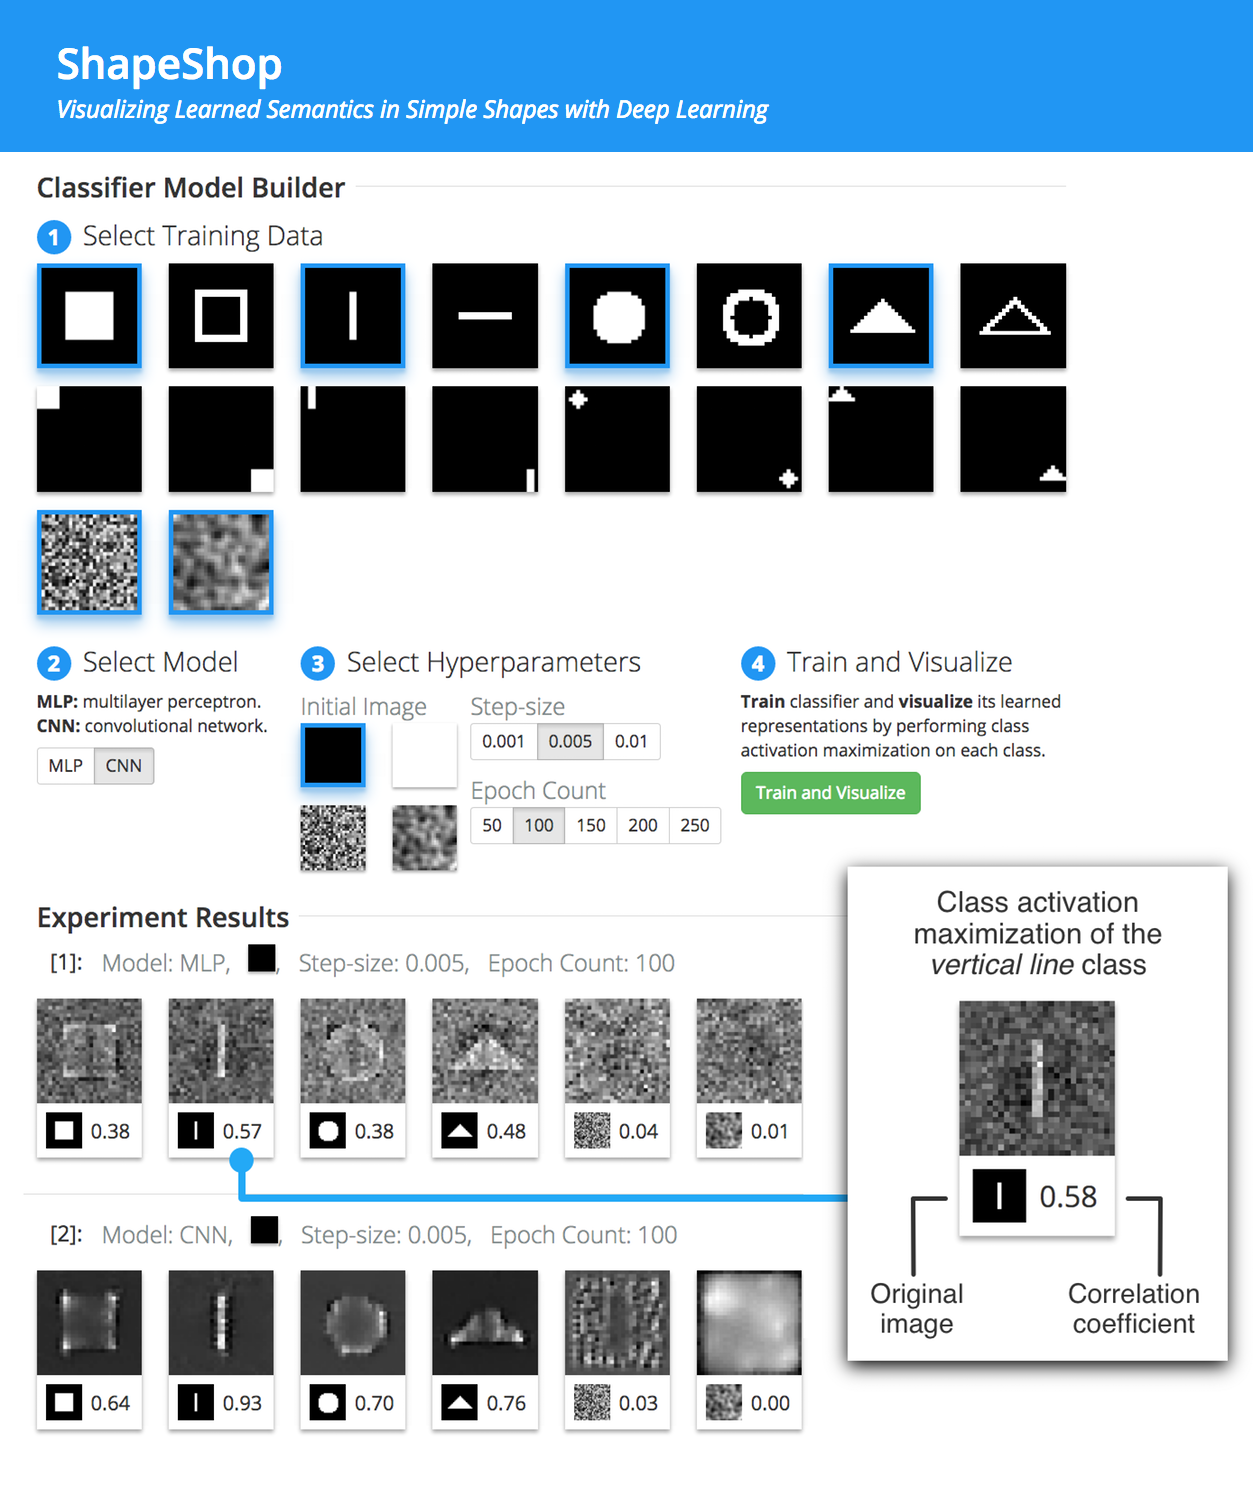 ShapeShop
Visualizing Learned Semantics in Simple Shapes with Deep Learning
Classifier Model Builder
1 Select Training Data
2 Select Model
MLP: multilayer perceptron.
CNN: convolutional network.
MLP CNN
3 Select Hyperparameters
Initial Image
Step-size
0.001 0.005 0.01
Epoch Count
50 100 150 200 250
4 Train and Visualize
Train classifier and visualize its learned
representations by performing class
activation maximization on each class.
Train and Visualize
Experiment Results
[1]: Model: MLP, , Step-size: 0.005, Epoch Count: 100
0.38 0.57 0.38 0.48 0.04 0.01
[2]: Model: CNN, , Step-size: 0.005, Epoch Count: 100
0.64 0.93 0.70 0.76 0.03 0.00
Class activation
maximization of the
vertical line class
0.58
Original
image
Correlation
coefficient